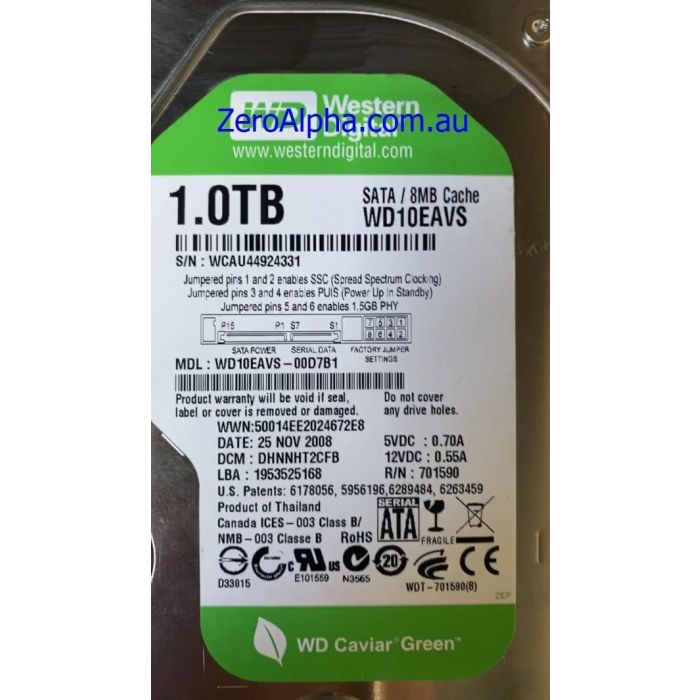 WD Western
Digital
ZeroAlpha.com.au
www.westerndigital.com
1.0TB
SATA / 8MB Cache
WD10EAVS
S/N : WCAU44924331
Jumpered pins 1 and 2 enables SSC (Spread Spectrum Clocking)
Jumpered pins 3 and 4 enables PUIS (Power Up in Standby)
Jumpered pins 5 and 6 enables 1.5GB PHY
P15 P1 S7 S1 7 5 3 1
8 6 4 2
SATA POWER SERIAL DATA FACTORY JUMPER
SETTINGS
MDL : WD10EAVS-00D7B1
Product warranty will be void if seal,
label or cover is removed or damaged.
Do not cover
any drive holes.
WWN:50014EE2024672E8
DATE: 25 NOV 2008 5VDC : 0.70A
DCM : DHNNHT2CFB 12VDC : 0.55A
LBA : 1953525168 R/N : 701590
U.S. Patents: 6178056, 5956196,6289484, 6263459
Product of Thailand
Canada ICES-003 Class B/
NMB-003 Classe B RoHS
SERIAL
ATA
FRAGILE
D33015
c UL us
E101559
N3565
20
CE
WDT-701590(B)
ZEP
WD Caviar®Green™